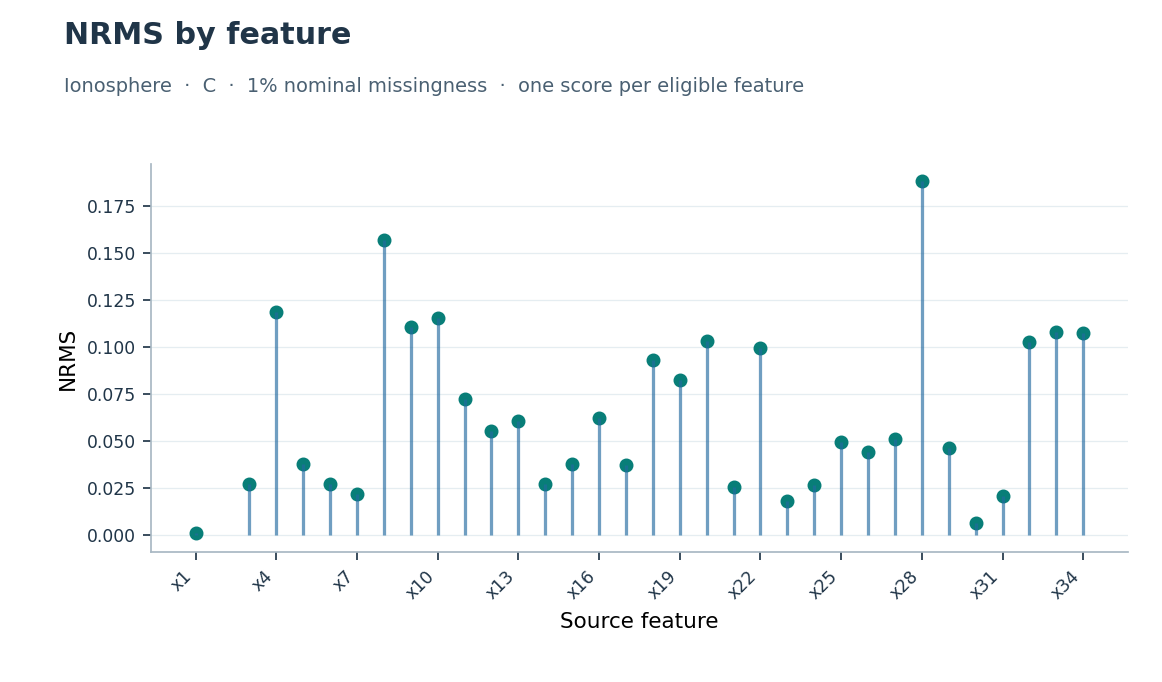 NRMS by feature
Ionosphere · C · 1% nominal missingness · one score per eligible feature
0.175
0.150
0.125
0.100
0.075
0.050
0.025
0.000
NRMS
x1 x4 x7 x10 x13 x16 x19 x22 x25 x28 x31 x34
Source feature